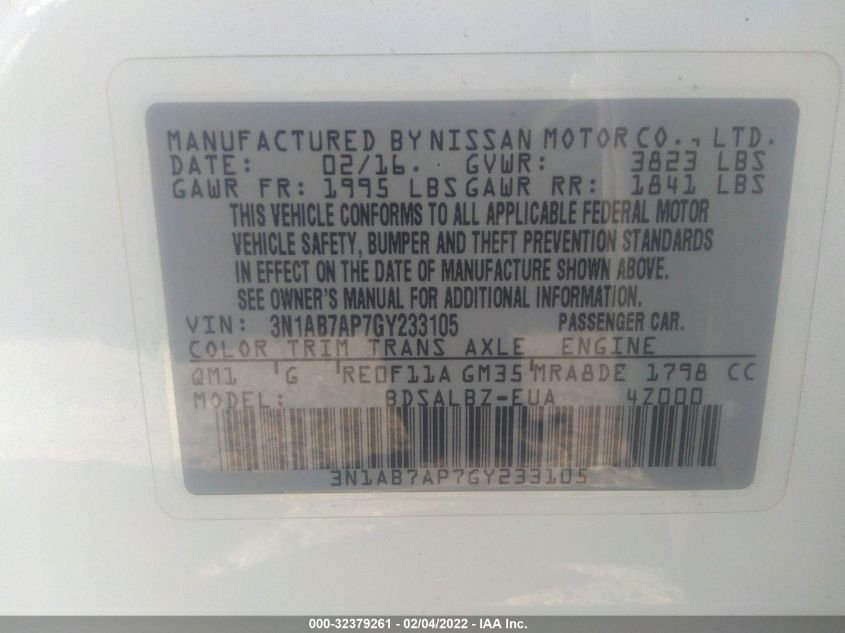 MANUFACTURED BY NISSAN MOTOR CO., LTD.
DATE: 02/16. GVWR: 3823 LBS
GAWR FR: 1995 LBS GAWR RR: 1841 LBS
THIS VEHICLE CONFORMS TO ALL APPLICABLE FEDERAL MOTOR
VEHICLE SAFETY, BUMPER AND THEFT PREVENTION STANDARDS
IN EFFECT ON THE DATE OF MANUFACTURE SHOWN ABOVE.
SEE OWNER'S MANUAL FOR ADDITIONAL INFORMATION.
VIN: 3N1AB7AP7GY233105 PASSENGER CAR.
COLOR TRIM TRANS AXLE ENGINE
QM1 G RE0F11A GM35 MRA8DE 1798 CC
MODEL: BDSALBZ-EUA 4Z000
3N1AB7AP7GY233105
000-32379261 - 02/04/2022 - IAA Inc.